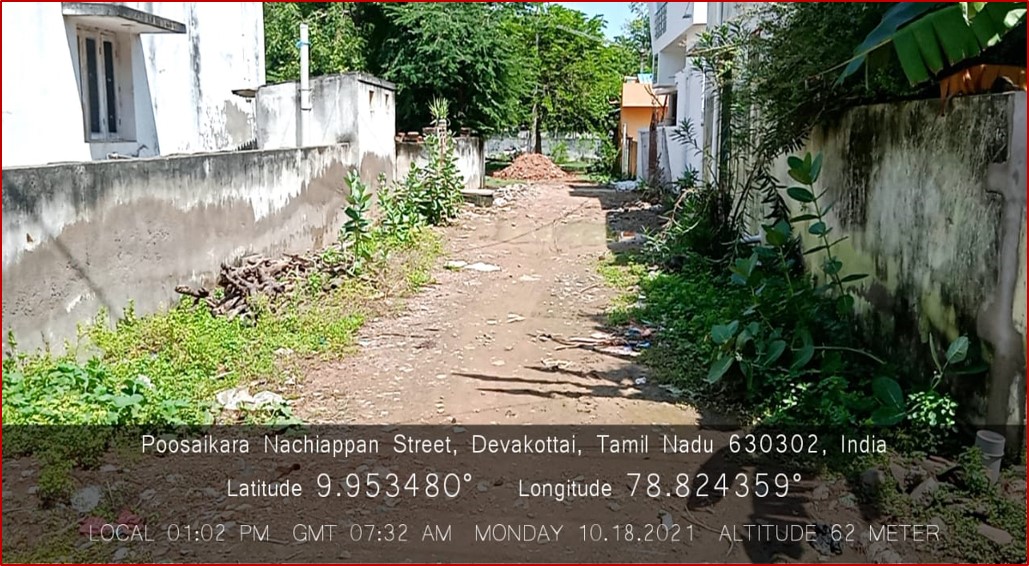 Poosaikara Nachiappan Street, Devakottai, Tamil Nadu 630302, India
Latitude 9.953480° Longitude 78.824359°
LOCAL 01:02 PM GMT 07:32 AM MONDAY 10.18.2021 ALTITUDE 62 METER